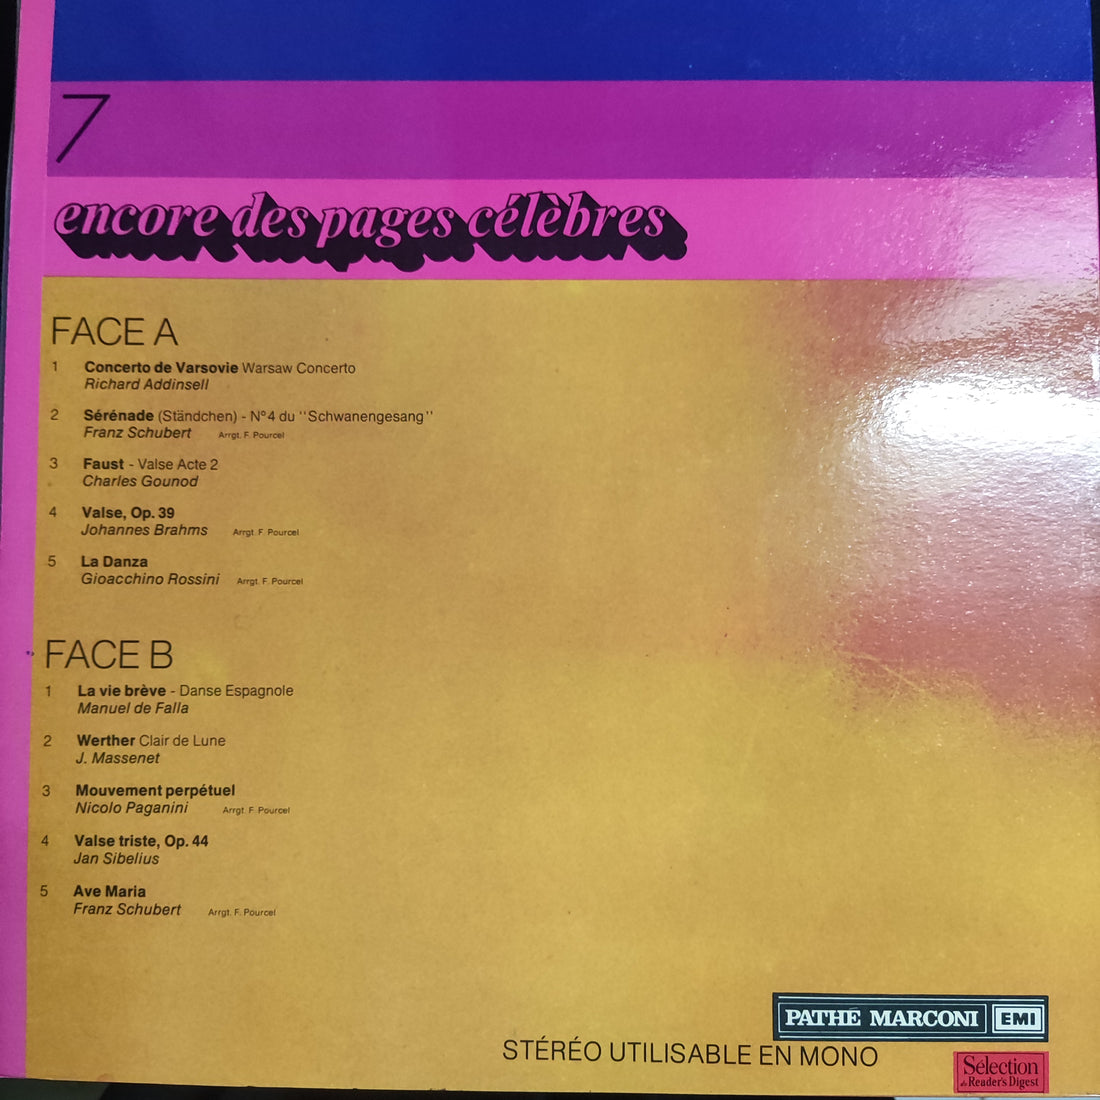 7
encore des pages célèbres
FACE A
1 Concerto de Varsovie Warsaw Concerto
Richard Addinsell
2 Sérénade (Ständchen) - N° 4 du "Schwanengesang"
Franz Schubert Arrgt. F. Pourcel
3 Faust - Valse Acte 2
Charles Gounod
4 Valse, Op. 39
Johannes Brahms Arrgt. F. Pourcel
5 La Danza
Gioacchino Rossini Arrgt. F. Pourcel
FACE B
1 La vie brève - Danse Espagnole
Manuel de Falla
2 Werther Clair de Lune
J. Massenet
3 Mouvement perpétuel
Nicolo Paganini Arrgt. F. Pourcel
4 Valse triste, Op. 44
Jan Sibelius
5 Ave Maria
Franz Schubert Arrgt. F. Pourcel
PATHÉ MARCONI EMI
STÉRÉO UTILISABLE EN MONO
Sélection
du Reader's Digest